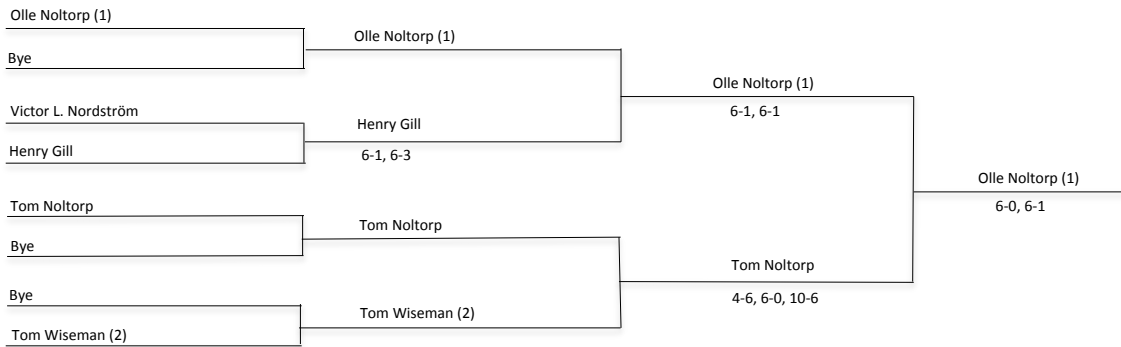 Olle Noltorp (1)
Bye
Victor L. Nordström
Henry Gill
Tom Noltorp
Bye
Bye
Tom Wiseman (2)
Olle Noltorp (1)
Henry Gill
6-1, 6-3
Tom Noltorp
Tom Wiseman (2)
Olle Noltorp (1)
6-1, 6-1
Tom Noltorp
4-6, 6-0, 10-6
Olle Noltorp (1)
6-0, 6-1